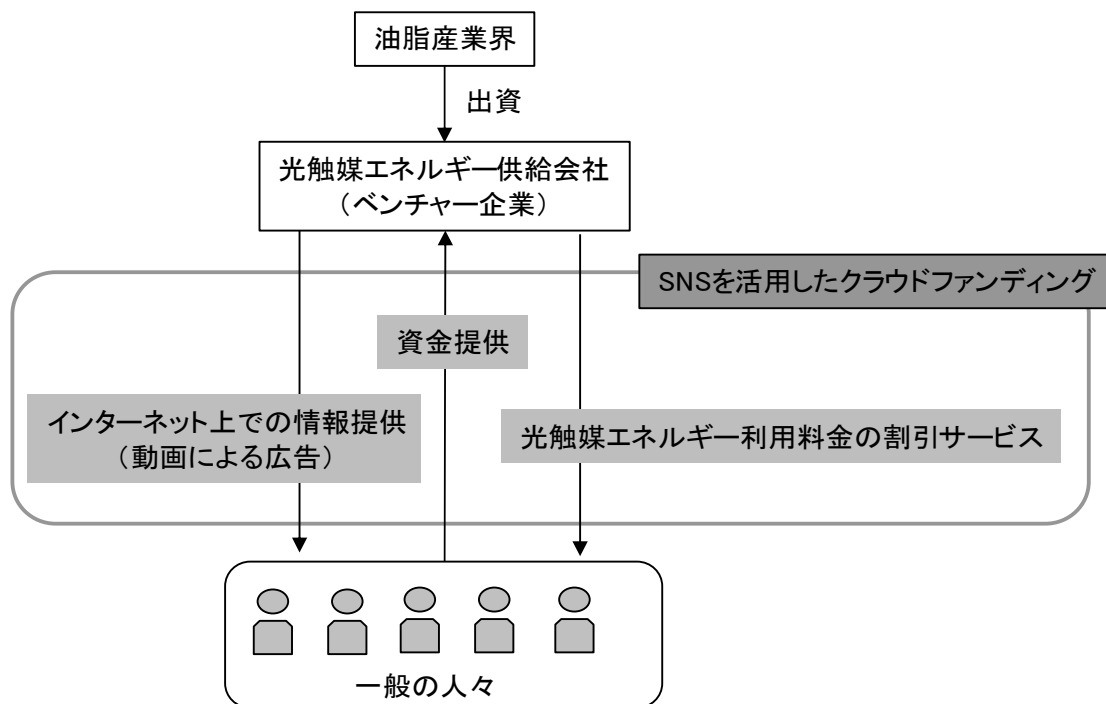 油脂産業界
出資
光触媒エネルギー供給会社
（ベンチャー企業）
SNSを活用したクラウドファンディング
資金提供
インターネット上での情報提供
（動画による広告）
光触媒エネルギー利用料金の割引サービス
一般の人々